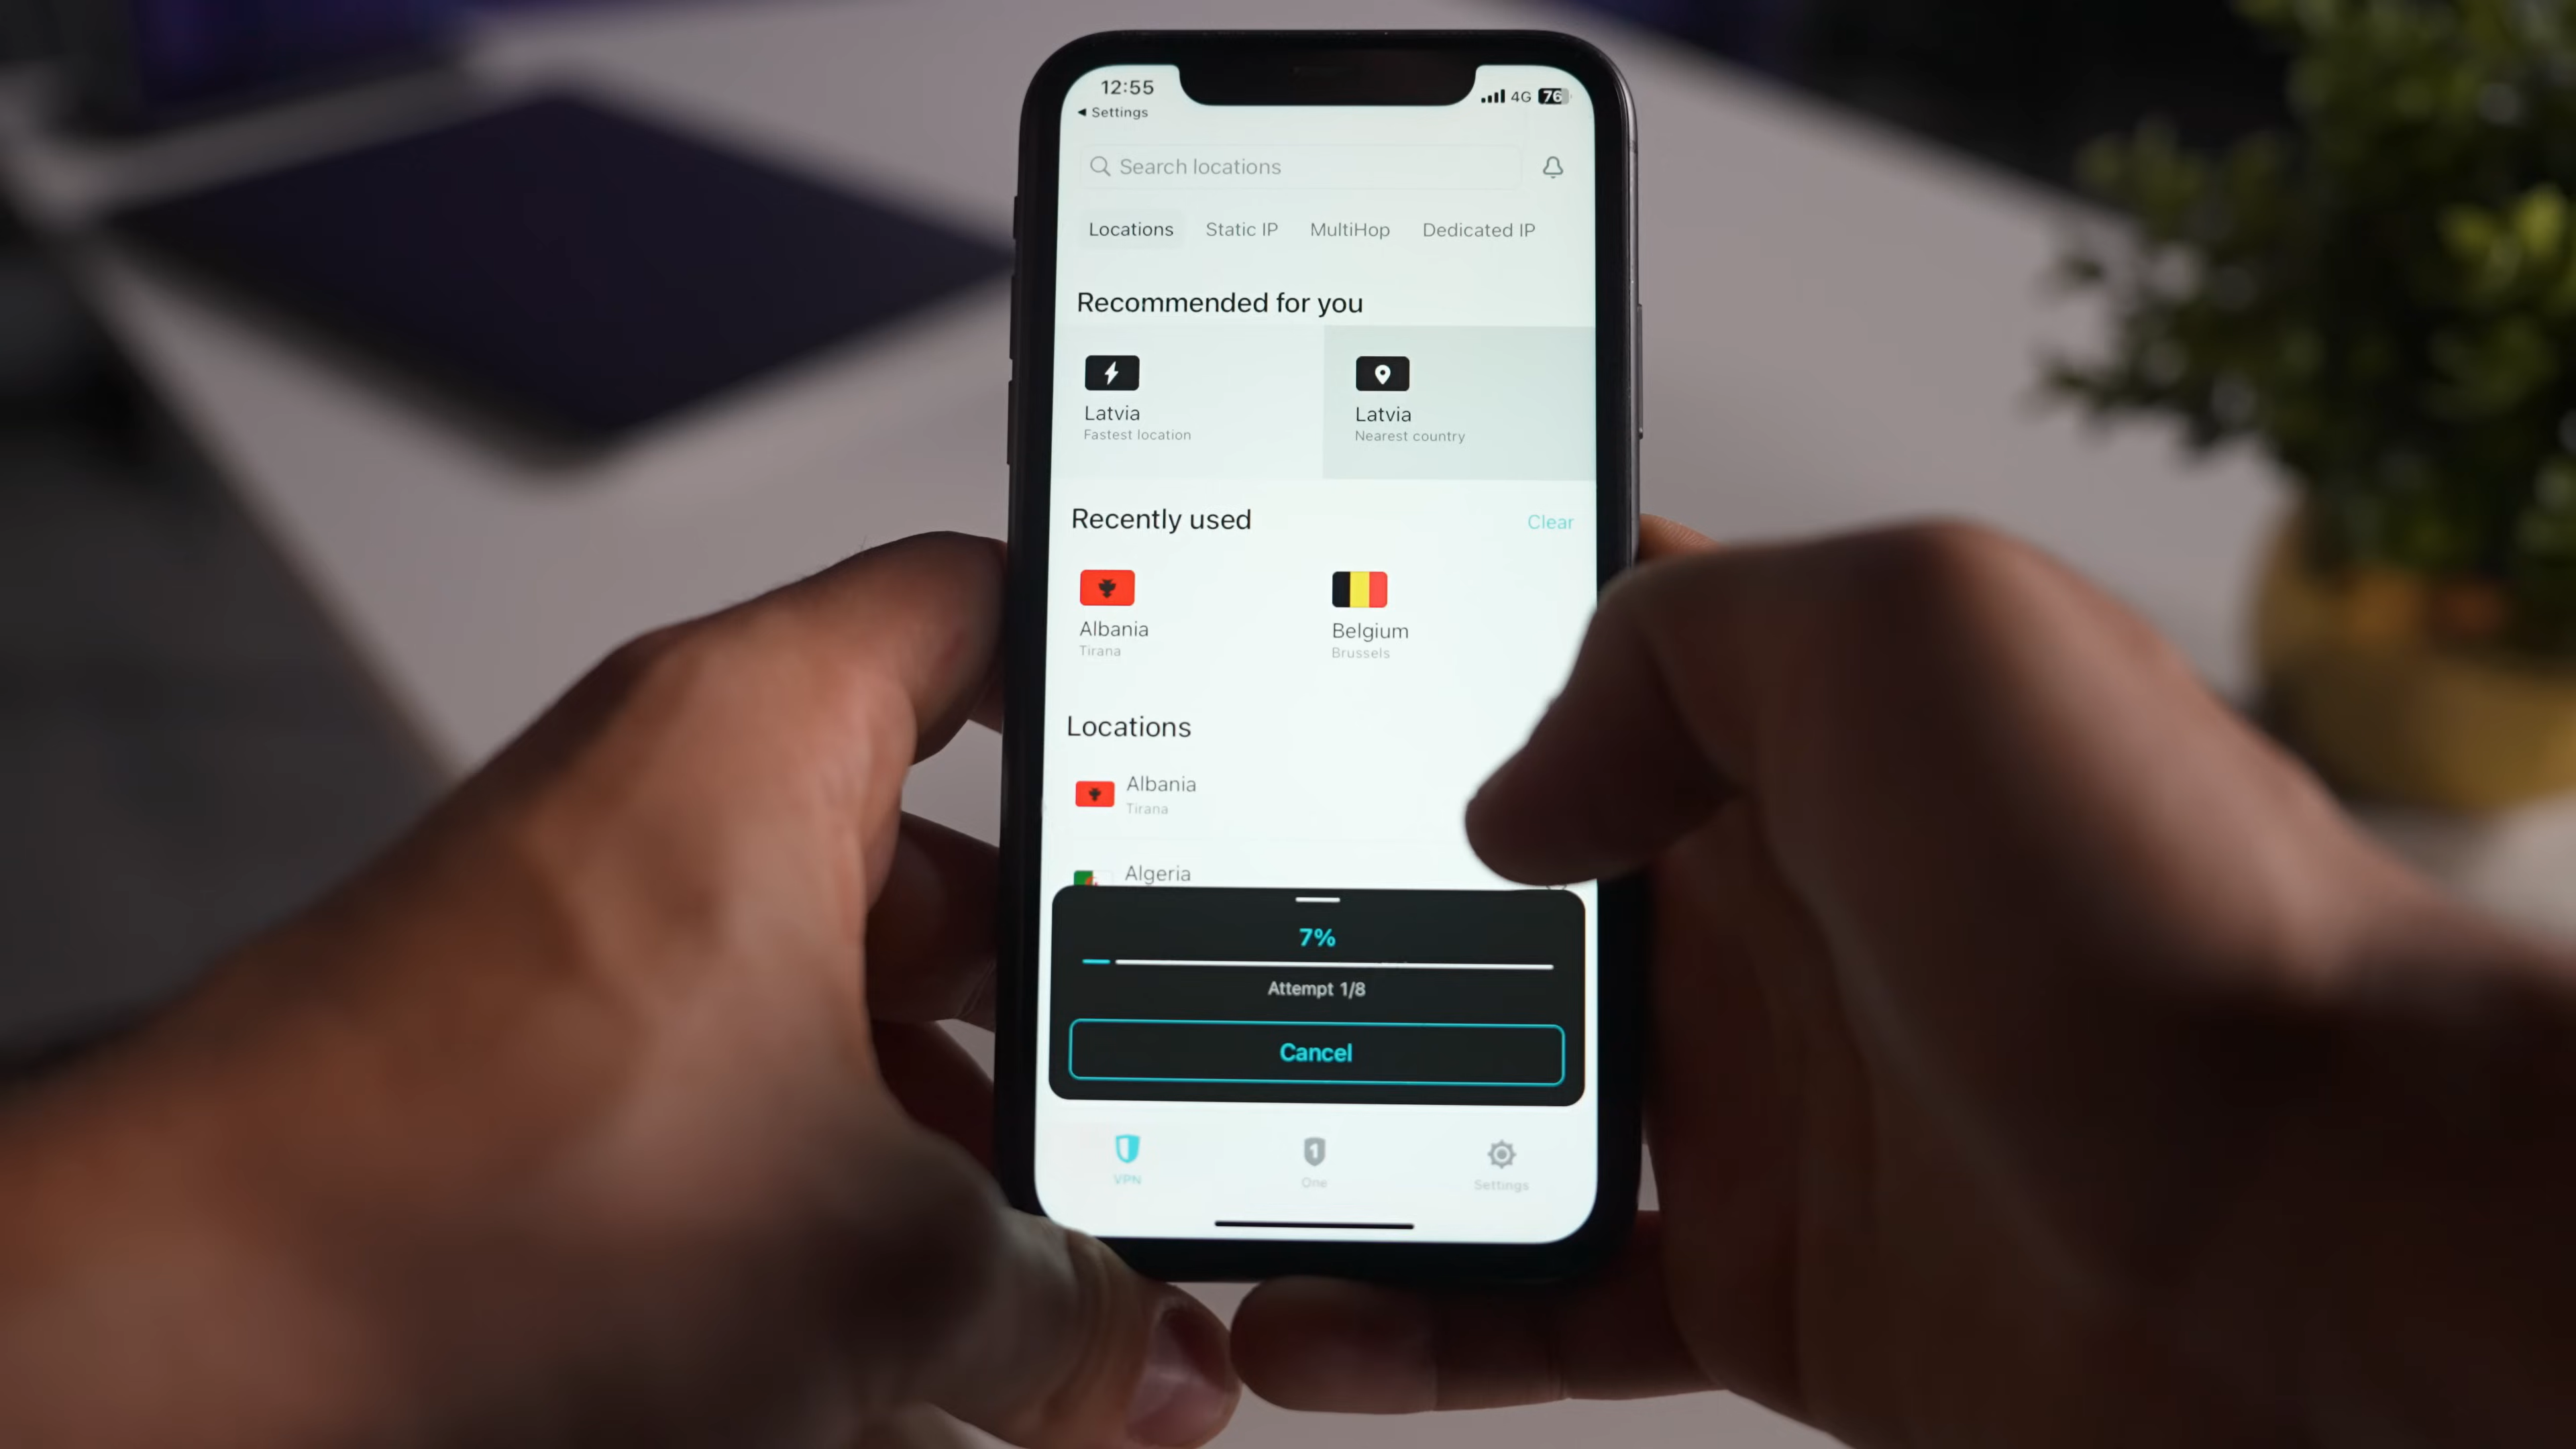 12:55
4G 76
◀ Settings
Search locations
Locations Static IP MultiHop Dedicated IP
Recommended for you
Latvia
Fastest location
Latvia
Nearest country
Recently used Clear
Albania
Tirana
Belgium
Brussels
Locations
Albania
Tirana
Algeria
7%
Attempt 1/8
Cancel
VPN
1
One
Settings